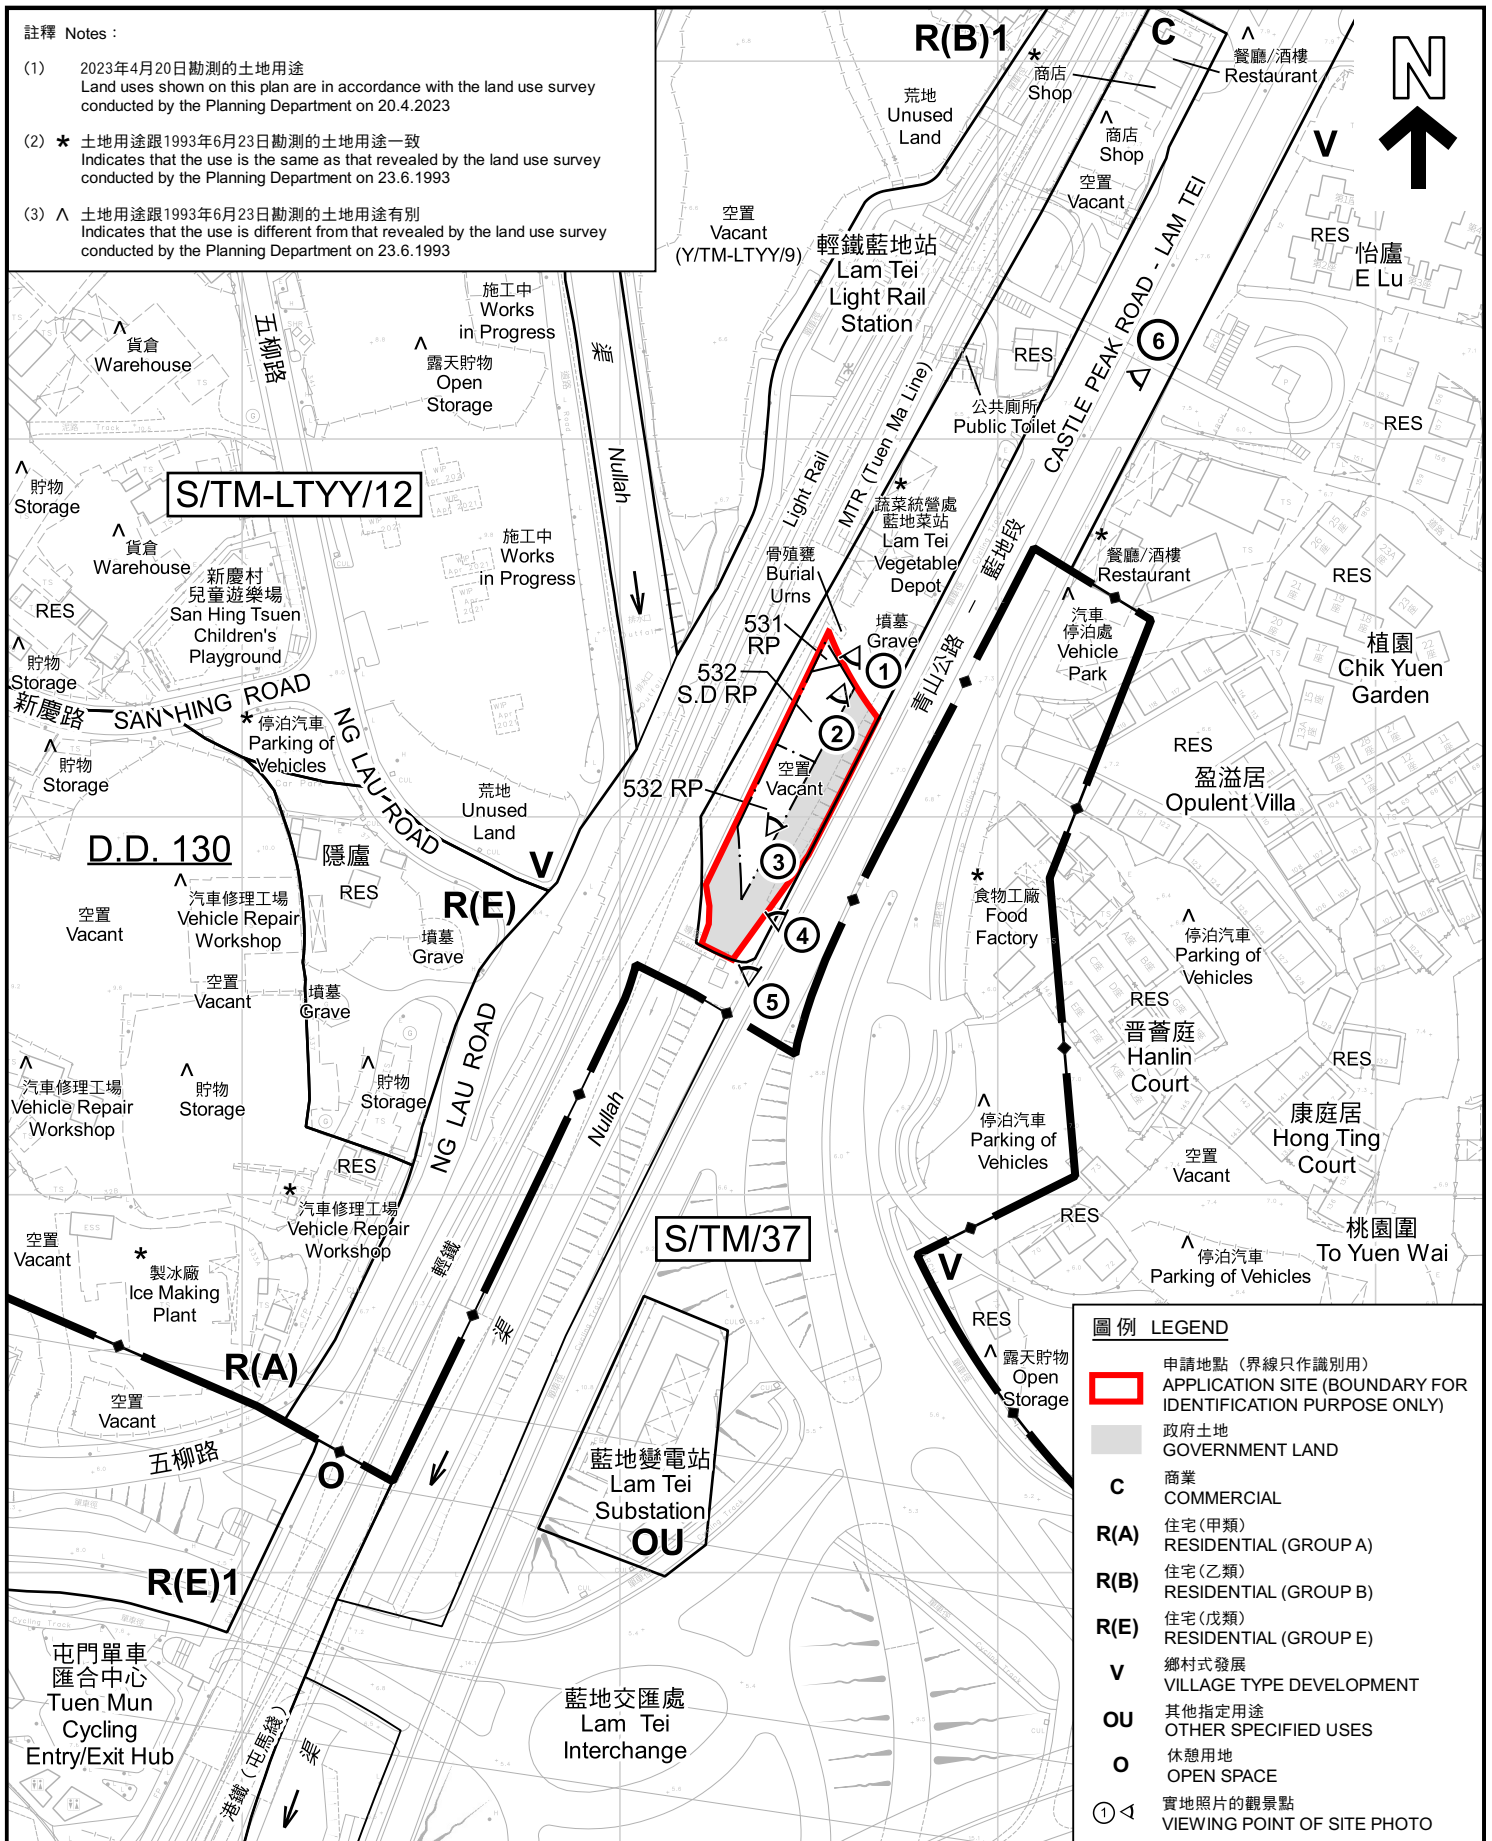 註釋 Notes :
(1) 2023年4月20日勘測的土地用途
Land uses shown on this plan are in accordance with the land use survey
conducted by the Planning Department on 20.4.2023
(2) * 土地用途跟1993年6月23日勘測的土地用途一致
Indicates that the use is the same as that revealed by the land use survey
conducted by the Planning Department on 23.6.1993
(3) ^ 土地用途跟1993年6月23日勘測的土地用途有別
Indicates that the use is different from that revealed by the land use survey
conducted by the Planning Department on 23.6.1993
R(B)1
C
N
V
*
商店
Shop
^
餐廳/酒樓
Restaurant
荒地
Unused
Land
^
商店
Shop
空置
Vacant
空置
Vacant
(Y/TM-LTYY/9)
輕鐵藍地站
Lam Tei
Light Rail
Station
RES
怡廬
E Lu
CASTLE PEAK ROAD - LAM TEI
青山公路 – 藍地段
6
RES
公共廁所
Public Toilet
RES
施工中
Works
in Progress
^
露天貯物
Open
Storage
五柳路
^
貨倉
Warehouse
渠
Nullah
Light Rail
MTR (Tuen Ma Line)
^
貯物
Storage
S/TM-LTYY/12
^
貨倉
Warehouse
施工中
Works
in Progress
*
蔬菜統營處
藍地菜站
Lam Tei
Vegetable
Depot
骨殖甕
Burial
Urns
墳墓
Grave
*
餐廳/酒樓
Restaurant
RES
^
汽車
停泊處
Vehicle
Park
植園
Chik Yuen
Garden
RES
新慶村
兒童遊樂場
San Hing Tsuen
Children's
Playground
^
貯物
Storage
新慶路 SAN HING ROAD
531
RP
532
S.D RP
1
2
空置
Vacant
532 RP
3
4
5
RES
盈溢居
Opulent Villa
*
停泊汽車
Parking of
Vehicles
^
貯物
Storage
NG LAU ROAD
荒地
Unused
Land
V
D.D. 130
隱廬
RES
R(E)
^
汽車修理工場
Vehicle Repair
Workshop
空置
Vacant
墳墓
Grave
空置
Vacant
墳墓
Grave
*
食物工廠
Food
Factory
^
停泊汽車
Parking of
Vehicles
RES
晋薈庭
Hanlin
Court
RES
康庭居
Hong Ting
Court
^
汽車修理工場
Vehicle Repair
Workshop
^
貯物
Storage
^
貯物
Storage
NG LAU ROAD
Nullah
^
停泊汽車
Parking of
Vehicles
空置
Vacant
RES
*
汽車修理工場
Vehicle Repair
Workshop
S/TM/37
RES
桃園圍
To Yuen Wai
^
停泊汽車
Parking of Vehicles
V
空置
Vacant
*
製冰廠
Ice Making
Plant
輕鐵
渠
RES
^
露天貯物
Open
Storage
R(A)
空置
Vacant
五柳路
O
藍地變電站
Lam Tei
Substation
OU
R(E)1
屯門單車
匯合中心
Tuen Mun
Cycling
Entry/Exit Hub
港鐵 (屯馬綫)
渠
藍地交匯處
Lam Tei
Interchange
圖例 LEGEND
申請地點 (界線只作識別用)
APPLICATION SITE (BOUNDARY FOR
IDENTIFICATION PURPOSE ONLY)
政府土地
GOVERNMENT LAND
C 商業
COMMERCIAL
R(A) 住宅(甲類)
RESIDENTIAL (GROUP A)
R(B) 住宅(乙類)
RESIDENTIAL (GROUP B)
R(E) 住宅(戊類)
RESIDENTIAL (GROUP E)
V 鄉村式發展
VILLAGE TYPE DEVELOPMENT
OU 其他指定用途
OTHER SPECIFIED USES
O 休憩用地
OPEN SPACE
1 實地照片的觀景點
VIEWING POINT OF SITE PHOTO